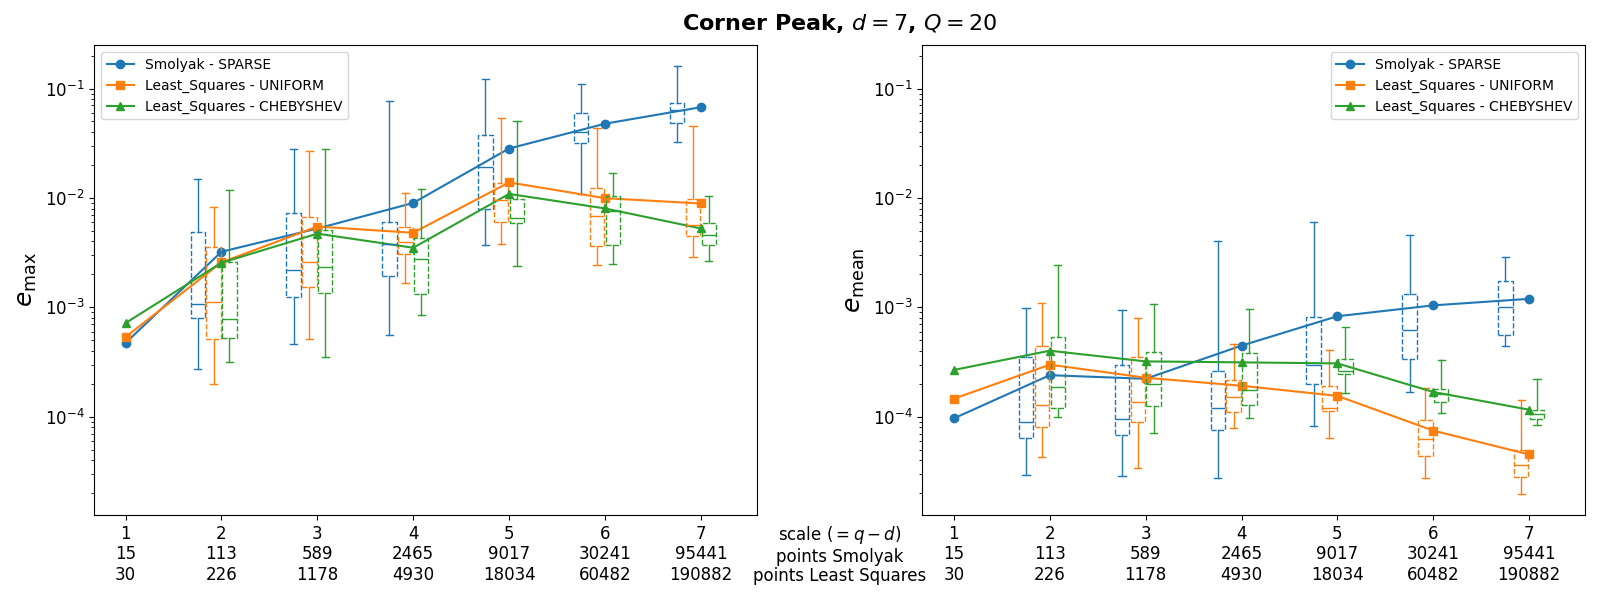 Corner Peak, d = 7, Q = 20
Smolyak - SPARSE
Least_Squares - UNIFORM
Least_Squares - CHEBYSHEV
10⁻¹
10⁻²
10⁻³
10⁻⁴
e_max
1 2 3 4 5 6 7
15 113 589 2465 9017 30241 95441
30 226 1178 4930 18034 60482 190882
scale (= q − d)
points Smolyak
points Least Squares
Smolyak - SPARSE
Least_Squares - UNIFORM
Least_Squares - CHEBYSHEV
10⁻¹
10⁻²
10⁻³
10⁻⁴
e_mean
1 2 3 4 5 6 7
15 113 589 2465 9017 30241 95441
30 226 1178 4930 18034 60482 190882